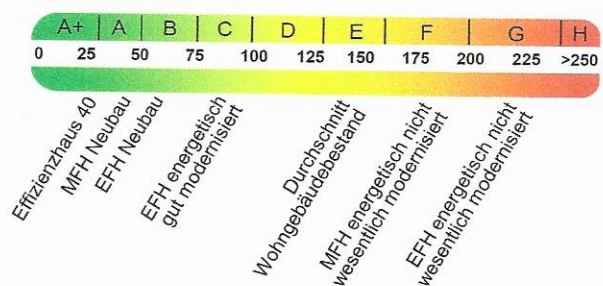 A+ A B C D E F G H
0 25 50 75 100 125 150 175 200 225 >250
Effizienzhaus 40
MFH Neubau
EFH Neubau
EFH energetisch
gut modernisiert
Durchschnitt
Wohngebäudebestand
MFH energetisch nicht
wesentlich modernisiert
EFH energetisch nicht
wesentlich modernisiert